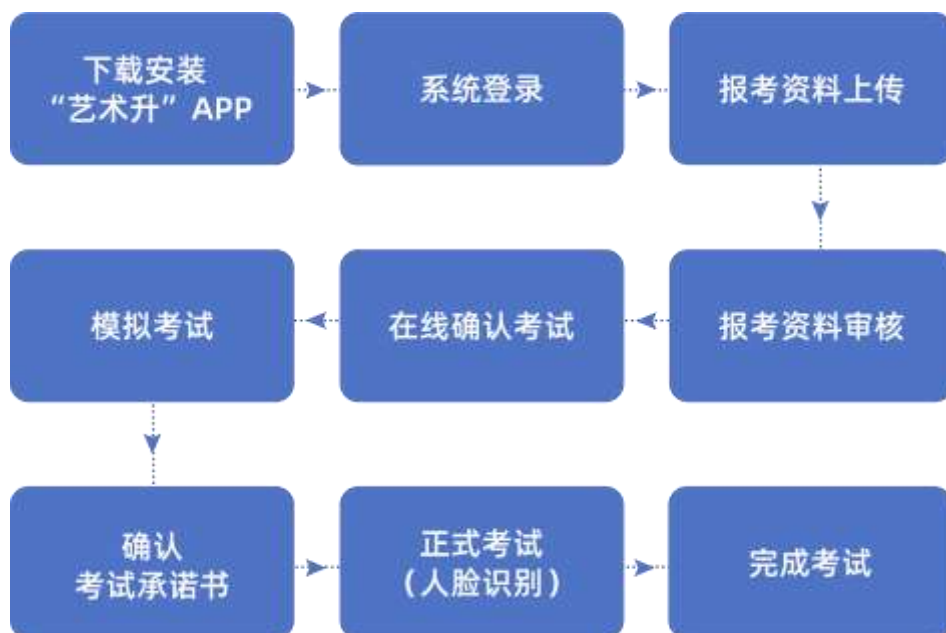 下载安装
“艺术升”APP
系统登录
报考资料上传
报考资料审核
在线确认考试
模拟考试
确认
考试承诺书
正式考试
（人脸识别）
完成考试